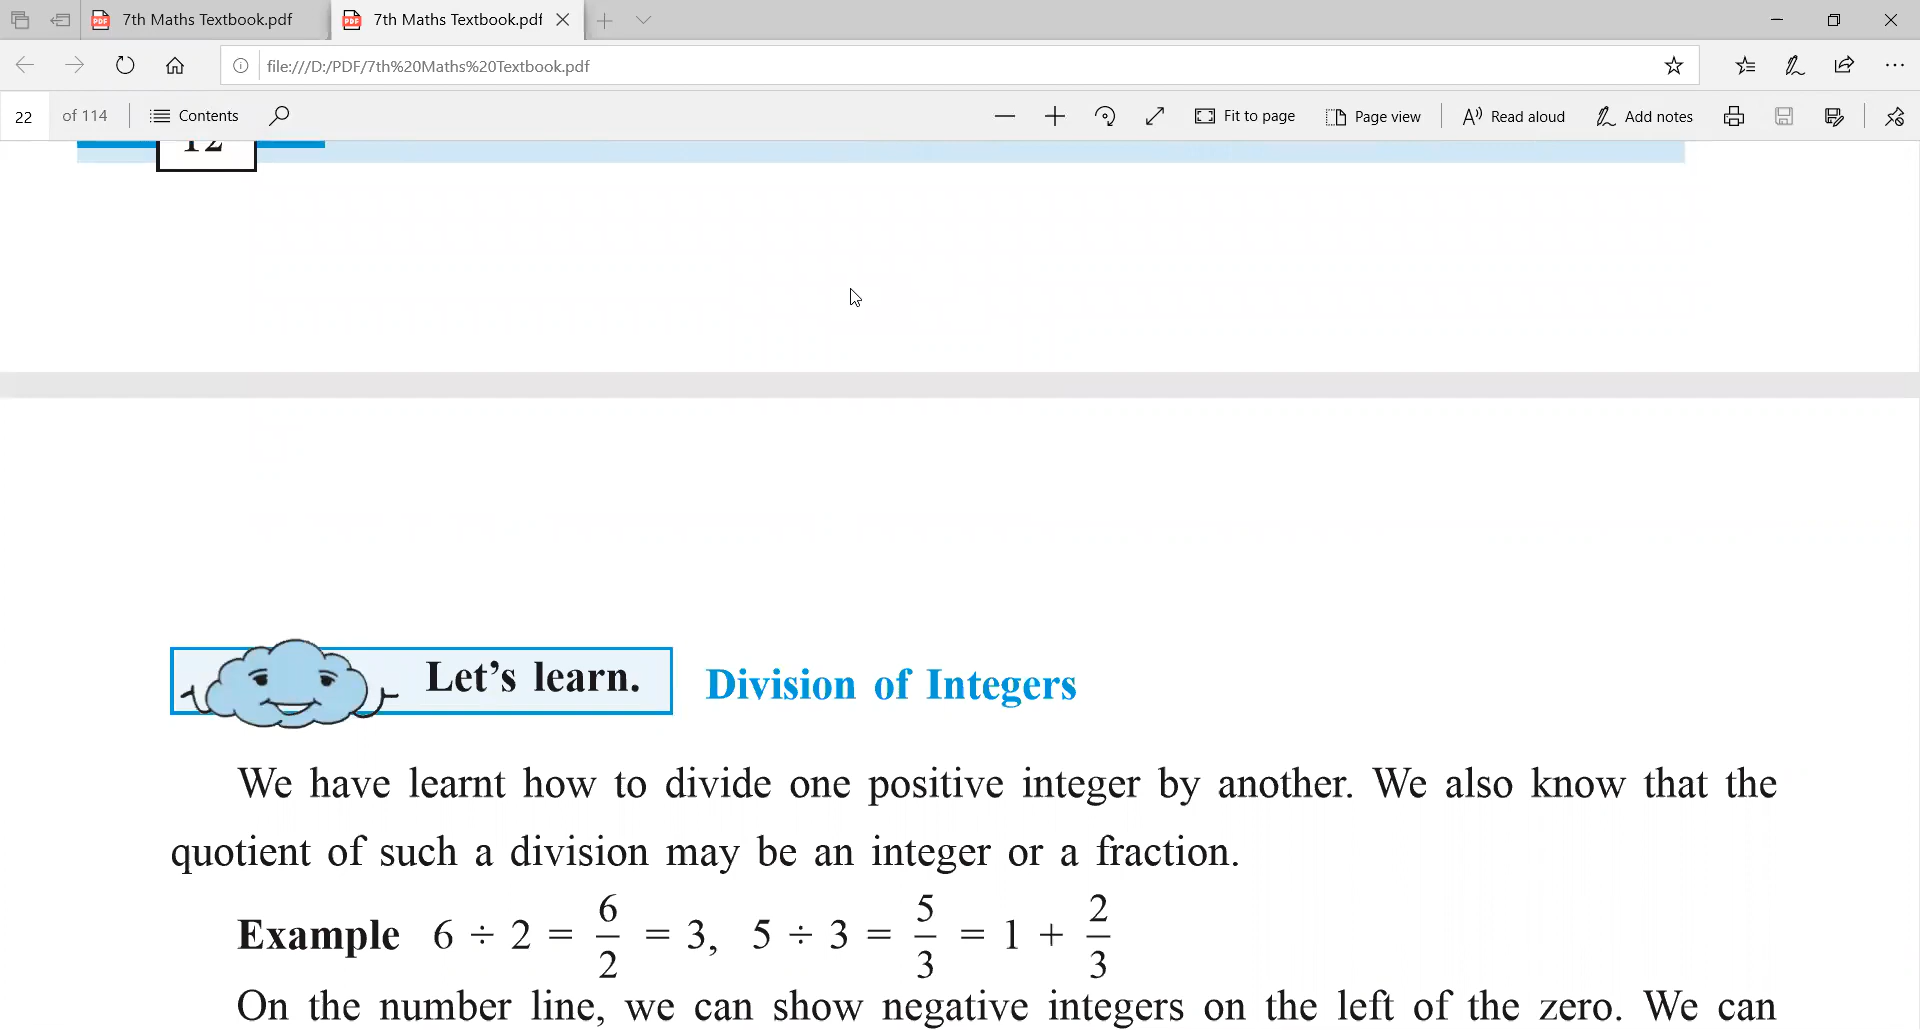 7th Maths Textbook.pdf
7th Maths Textbook.pdf
file:///D:/PDF/7th%20Maths%20Textbook.pdf
22 of 114 Contents Fit to page Page view Read aloud Add notes
12
Let’s learn. Division of Integers
We have learnt how to divide one positive integer by another. We also know that the
quotient of such a division may be an integer or a fraction.
Example 6 ÷ 2 = 6/2 = 3, 5 ÷ 3 = 5/3 = 1 + 2/3
On the number line, we can show negative integers on the left of the zero. We can